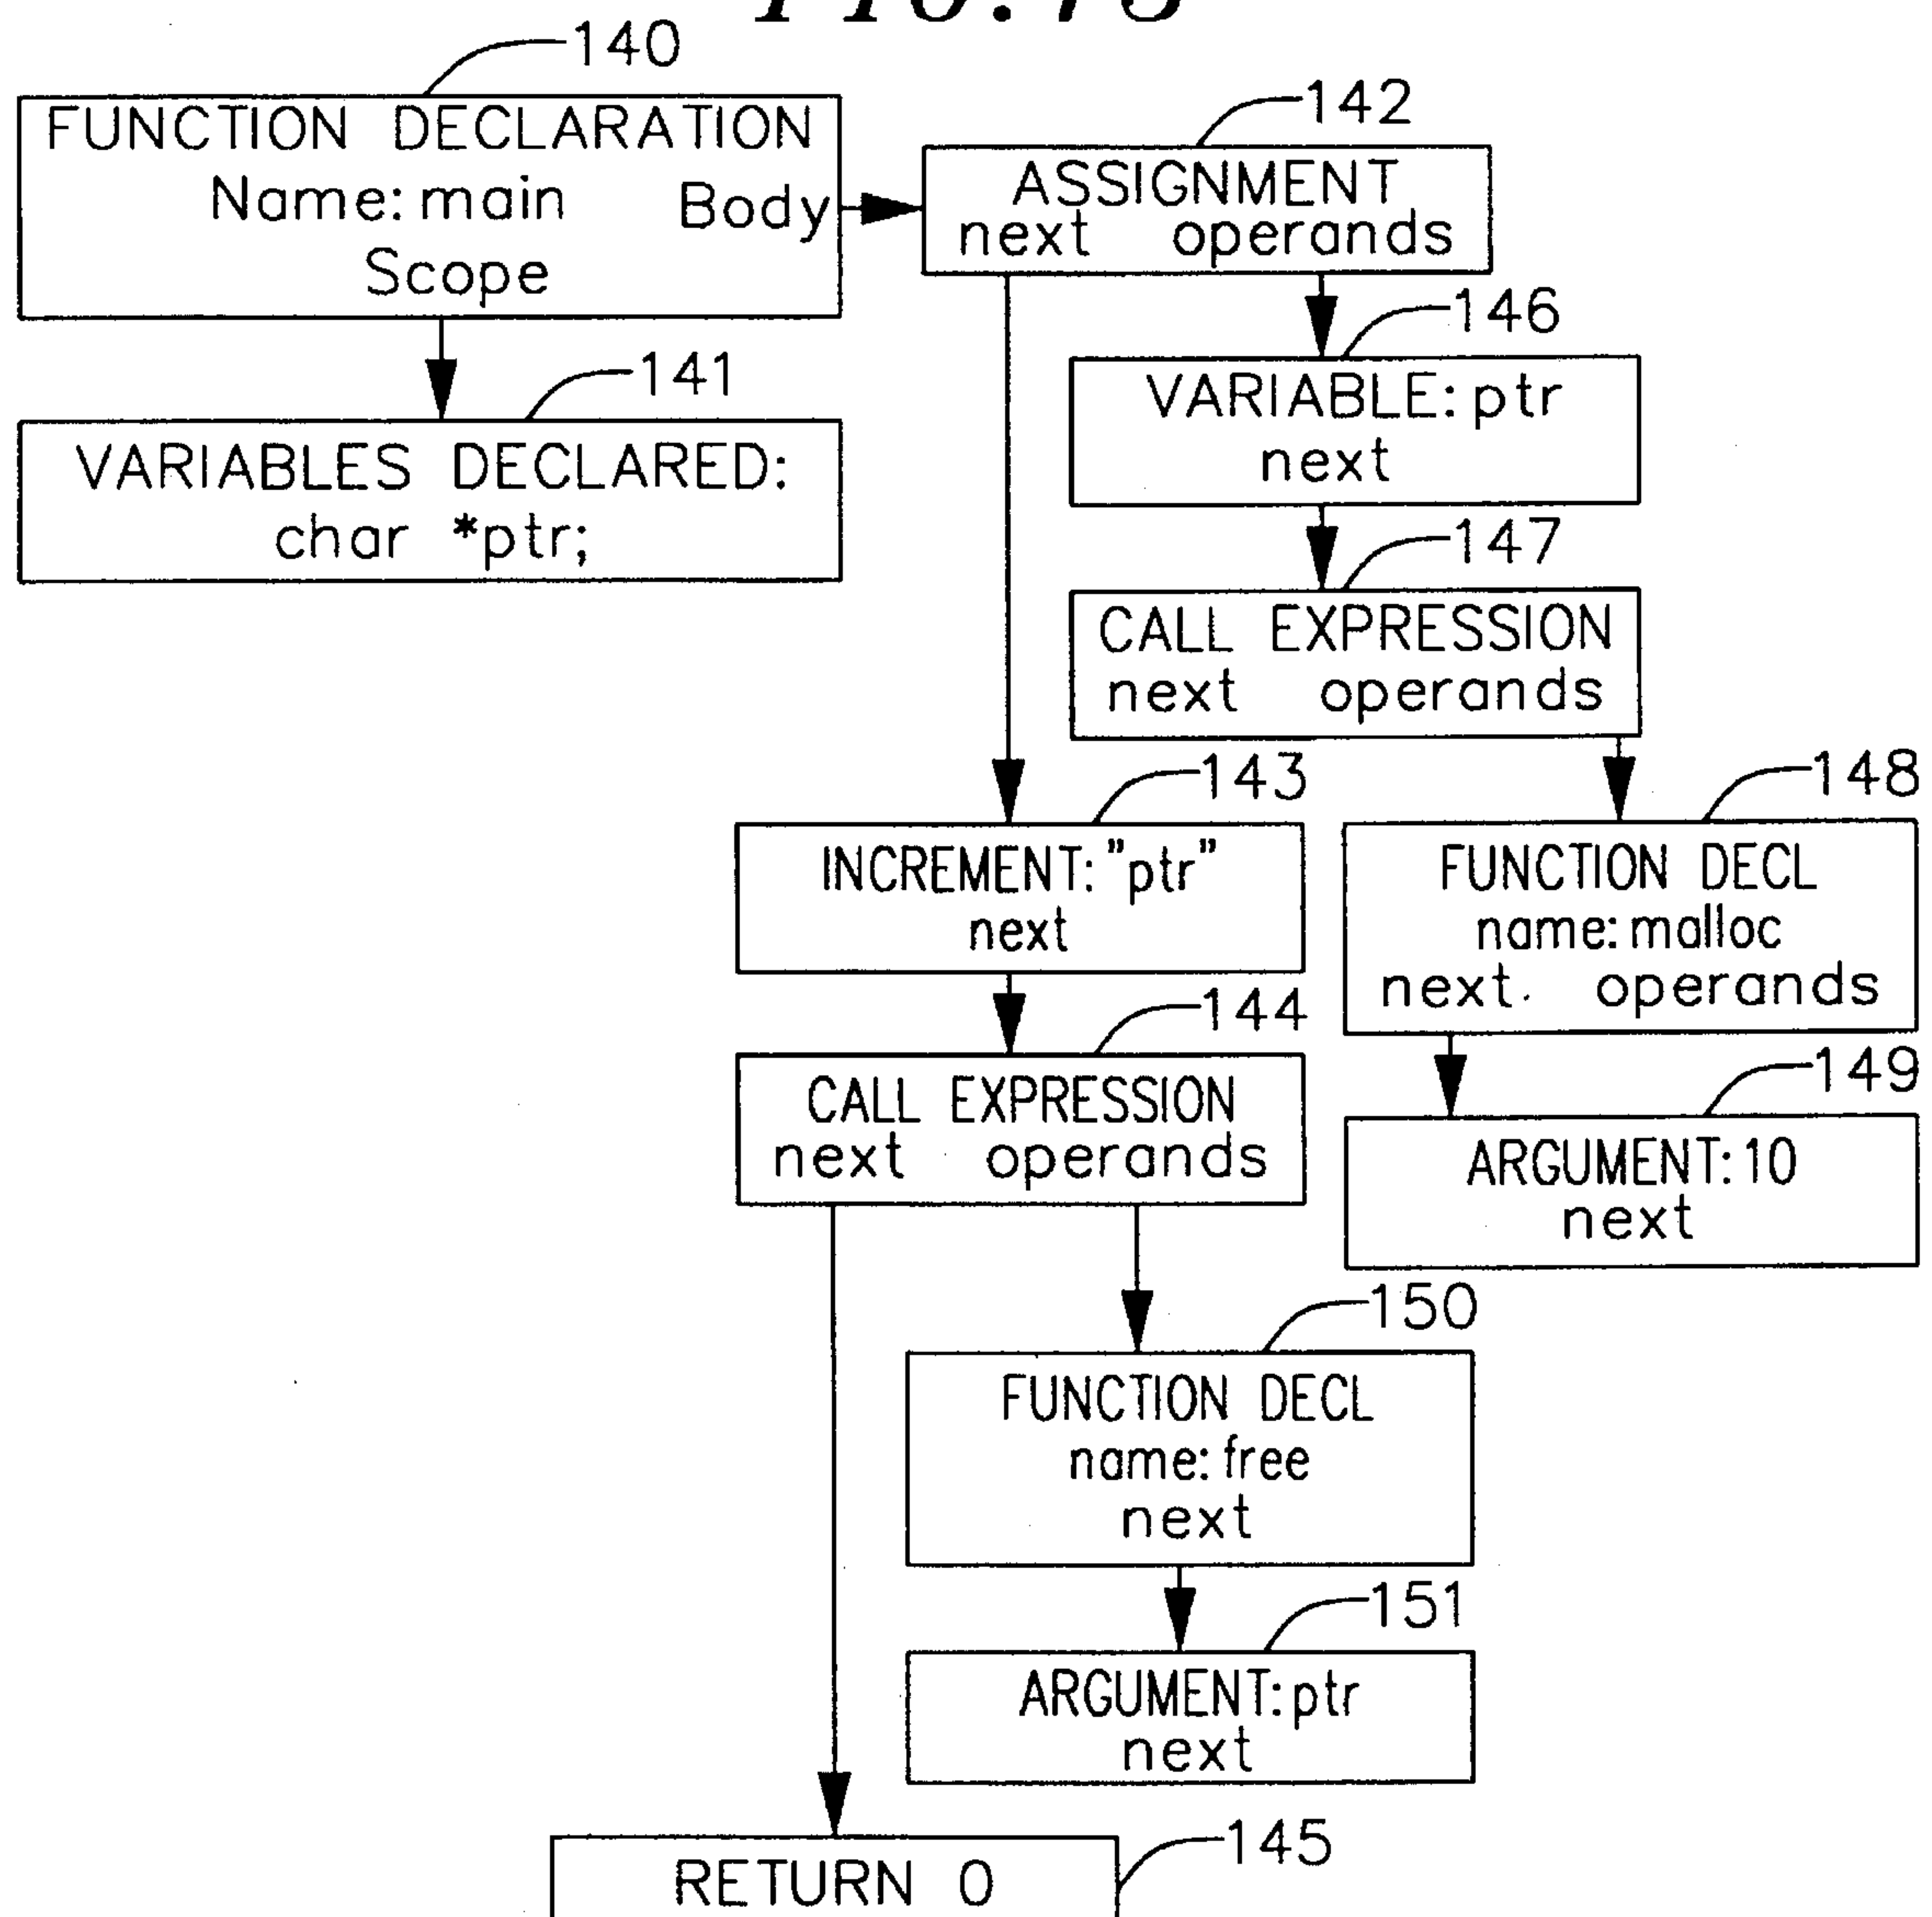 140
FUNCTION DECLARATION
Name: main
Body
Scope
142
ASSIGNMENT
next operands
141
VARIABLES DECLARED:
char *ptr;
146
VARIABLE: ptr
next
147
CALL EXPRESSION
next operands
143
INCREMENT: "ptr"
next
148
FUNCTION DECL
name: malloc
next operands
144
CALL EXPRESSION
next operands
149
ARGUMENT: 10
next
150
FUNCTION DECL
name: free
next
151
ARGUMENT: ptr
next
145
RETURN 0